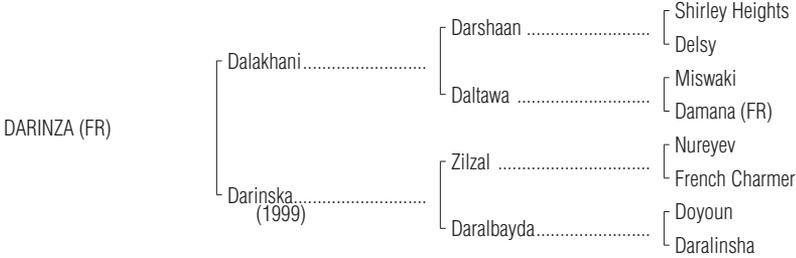 Shirley Heights
Darshaan ..........................
Delsy
Dalakhani..........................
Miswaki
Daltawa ............................
Damana (FR)
DARINZA (FR)
Nureyev
Zilzal ................................
French Charmer
Darinska............................
(1999)
Doyoun
Daralbayda........................
Daralinsha